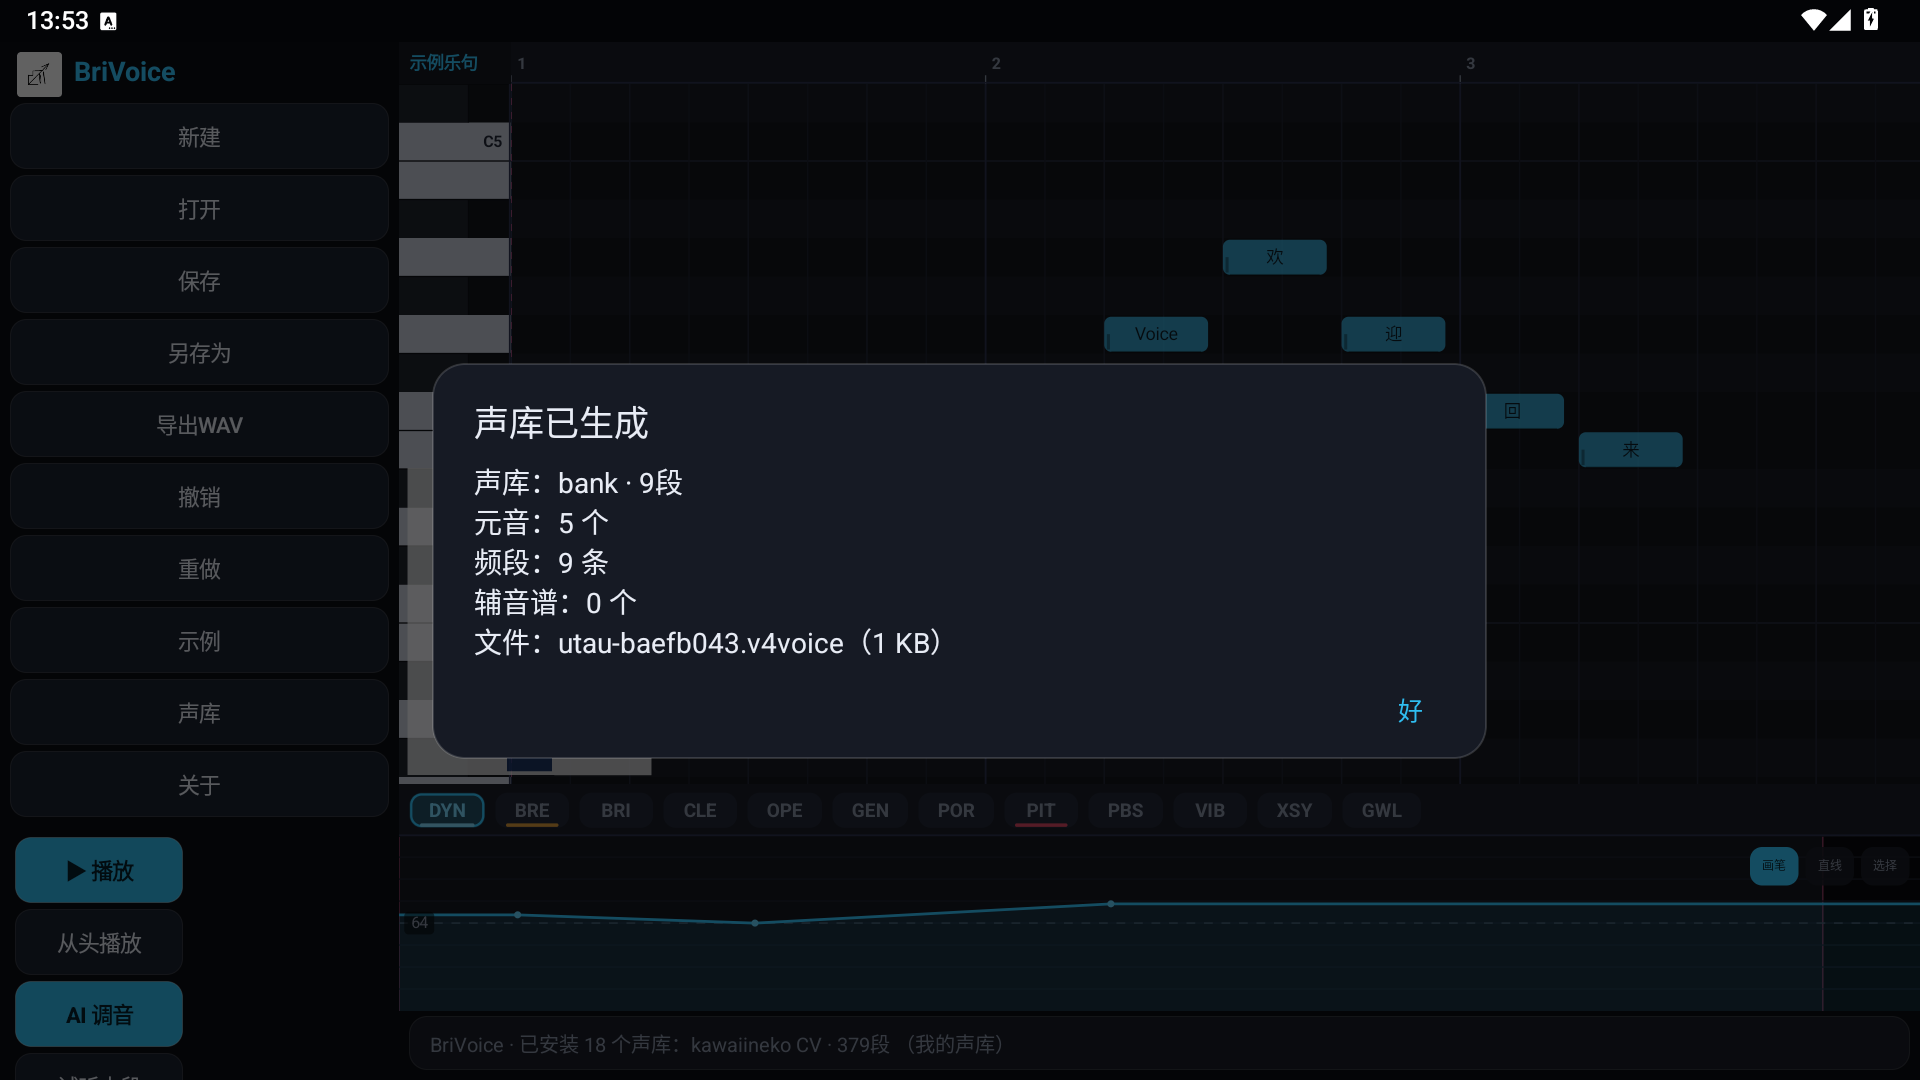 13:53
BriVoice
新建
打开
保存
另存为
导出WAV
撤销
重做
示例
声库
关于
▶ 播放
从头播放
AI 调音
示例乐句
1
2
3
C5
欢
Voice
迎
回
来
声库已生成
声库：bank · 9段
元音：5 个
频段：9 条
辅音谱：0 个
文件：utau-baefb043.v4voice（1 KB）
好
DYN BRE BRI CLE OPE GEN POR PIT PBS VIB XSY GWL
画笔 直线 选择
64
BriVoice · 已安装 18 个声库：kawaiineko CV · 379段 （我的声库）